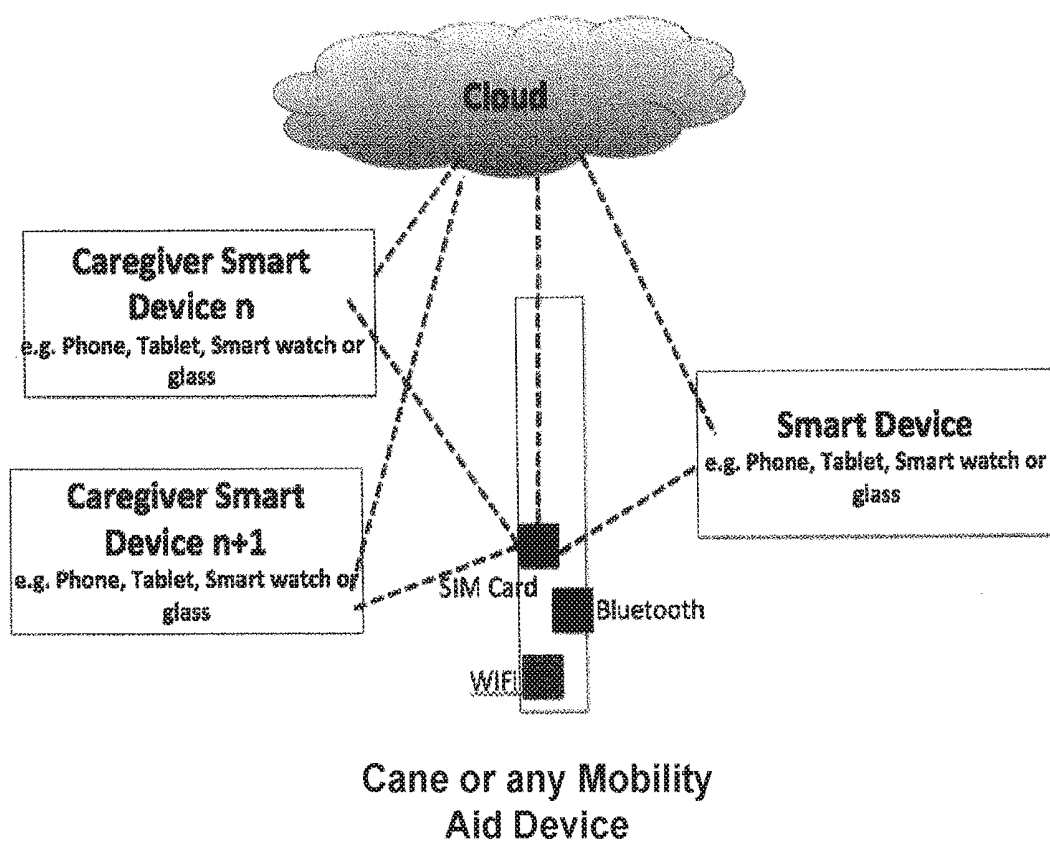 Cloud
Caregiver Smart
Device n
e.g. Phone, Tablet, Smart watch or
glass
Smart Device
e.g. Phone, Tablet, Smart watch or
glass
Caregiver Smart
Device n+1
e.g. Phone, Tablet, Smart watch or
glass
SIM Card
Bluetooth
WIFi
Cane or any Mobility
Aid Device